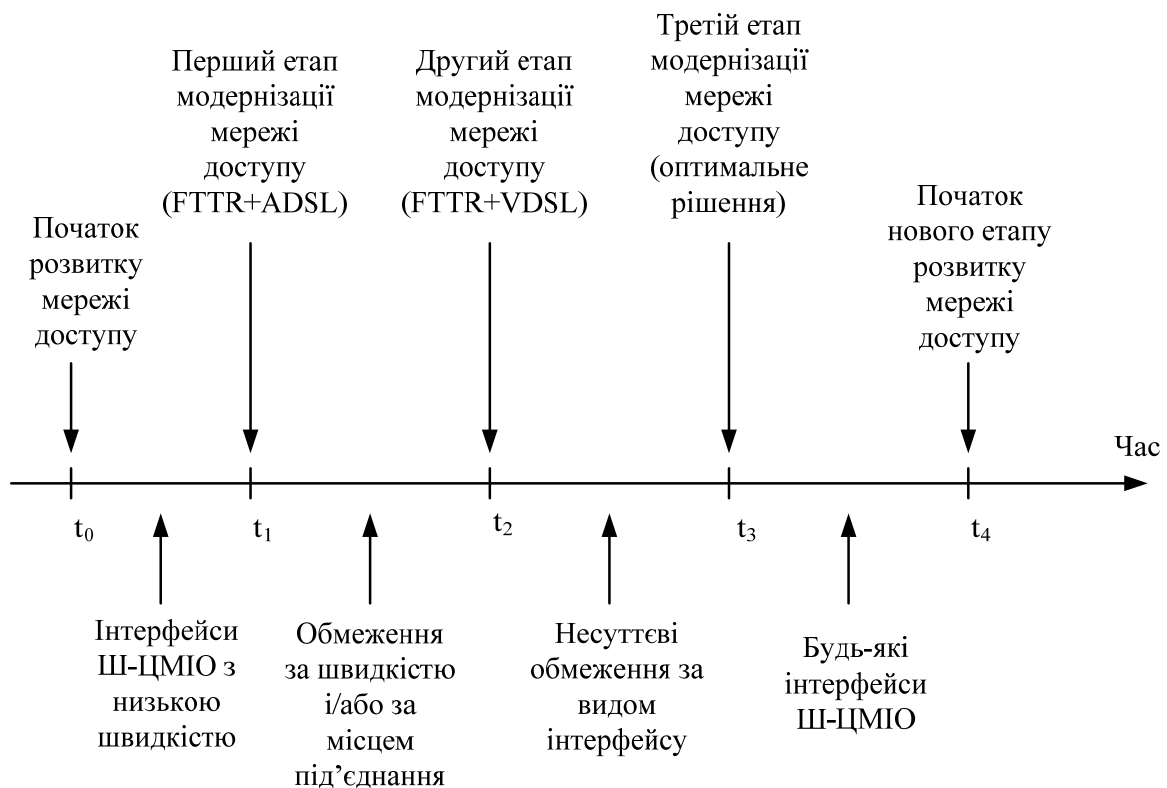 Початок
розвитку
мережі
доступу
Перший етап
модернізації
мережі
доступу
(FTTR+ADSL)
Другий етап
модернізації
мережі
доступу
(FTTR+VDSL)
Третій етап
модернізації
мережі
доступу
(оптимальне
рішення)
Початок
нового етапу
розвитку
мережі
доступу
Час
t₀
t₁
t₂
t₃
t₄
Інтерфейси
Ш-ЦМІО з
низькою
швидкістю
Обмеження
за швидкістю
і/або за
місцем
під’єднання
Несуттєві
обмеження за
видом
інтерфейсу
Будь-які
інтерфейси
Ш-ЦМІО